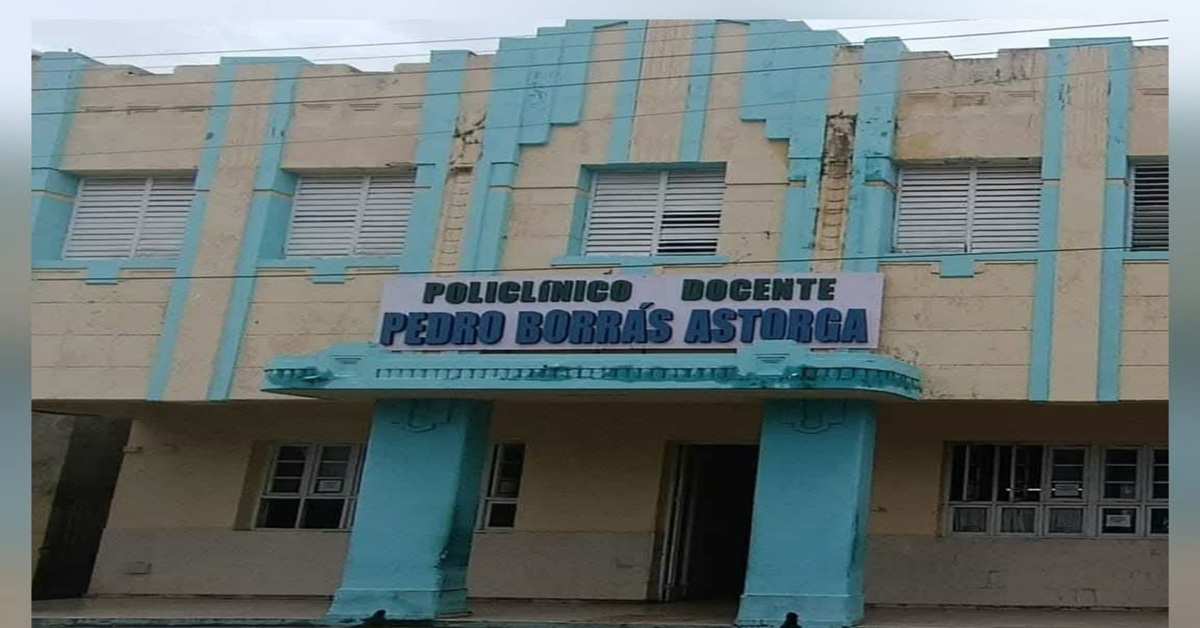 POLICLÍNICO DOCENTE
PEDRO BORRÁS ASTORGA